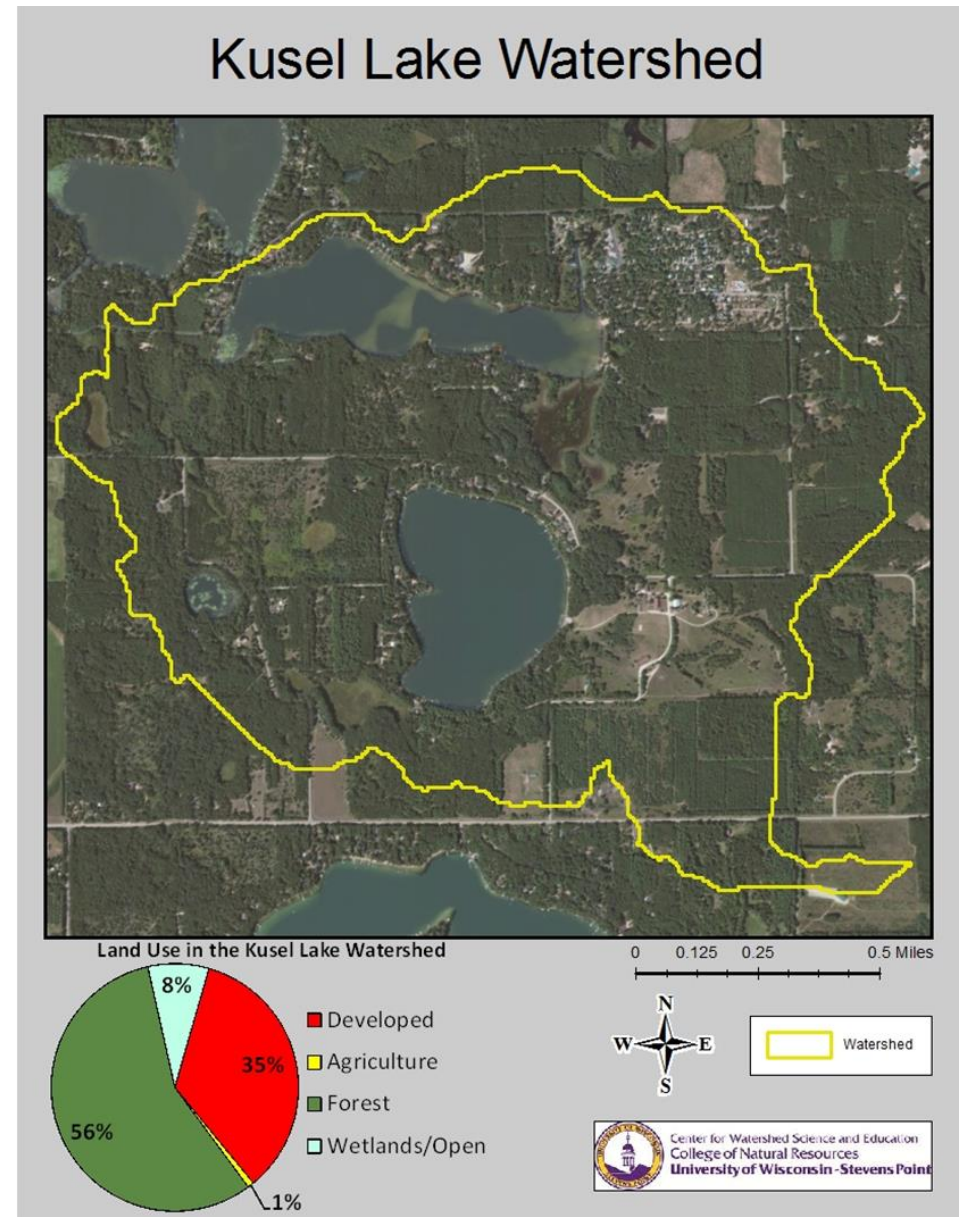 Kusel Lake Watershed
Land Use in the Kusel Lake Watershed
8%
35%
56%
1%
Developed
Agriculture
Forest
Wetlands/Open
0 0.125 0.25 0.5 Miles
N
W E
S
Watershed
Center for Watershed Science and Education
College of Natural Resources
University of Wisconsin - Stevens Point